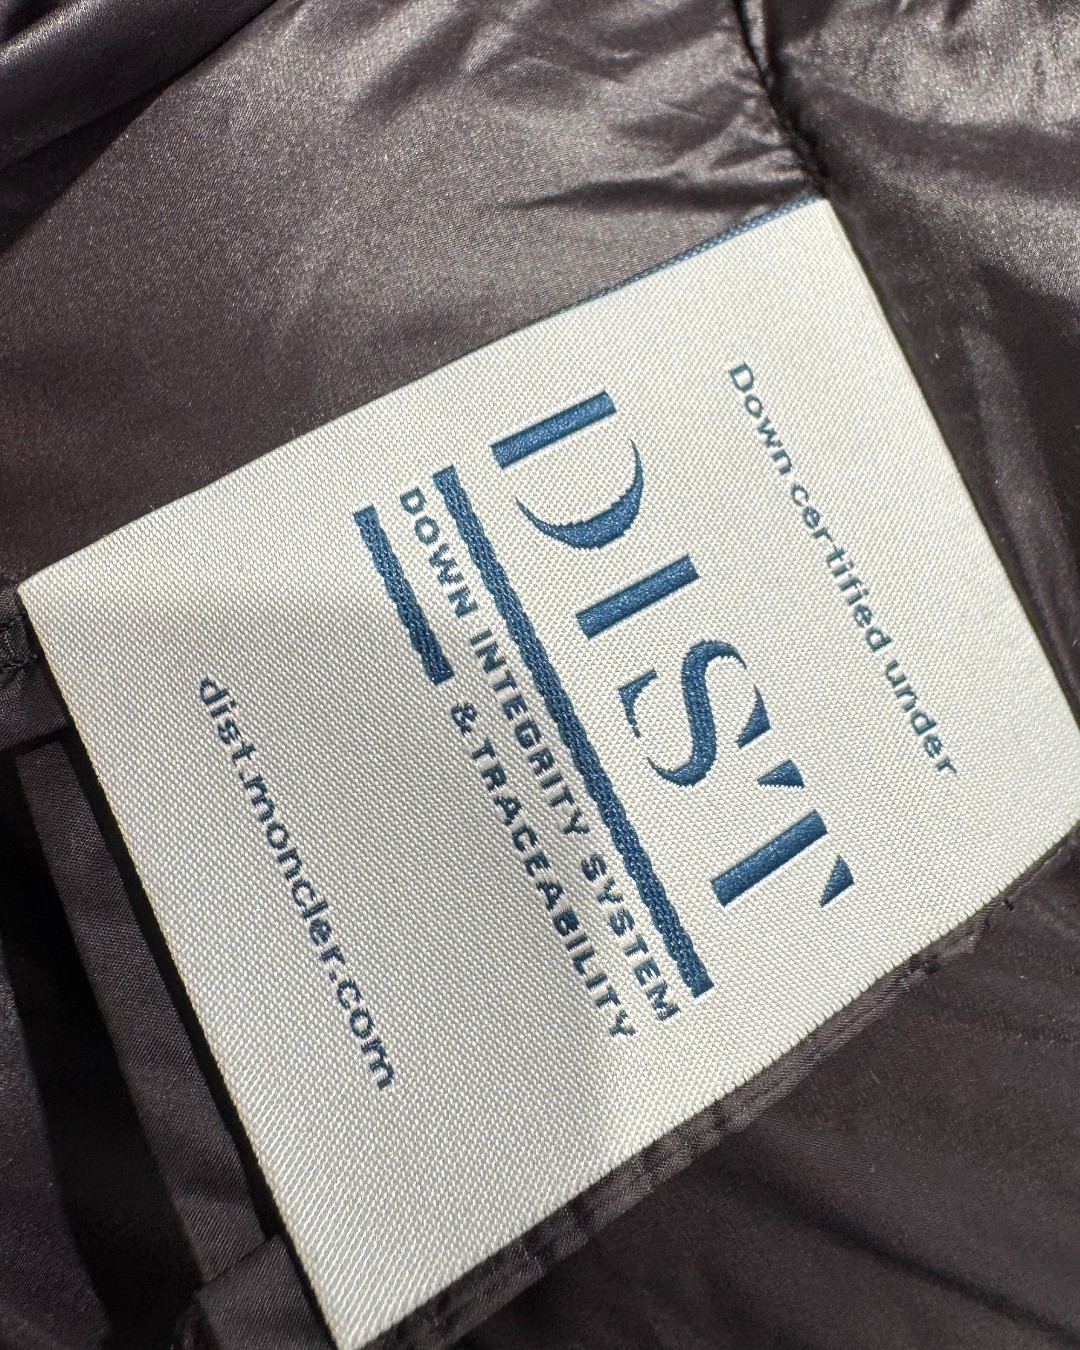 Down certified under
DIST
DOWN INTEGRITY SYSTEM
& TRACEABILITY
dist.moncler.com